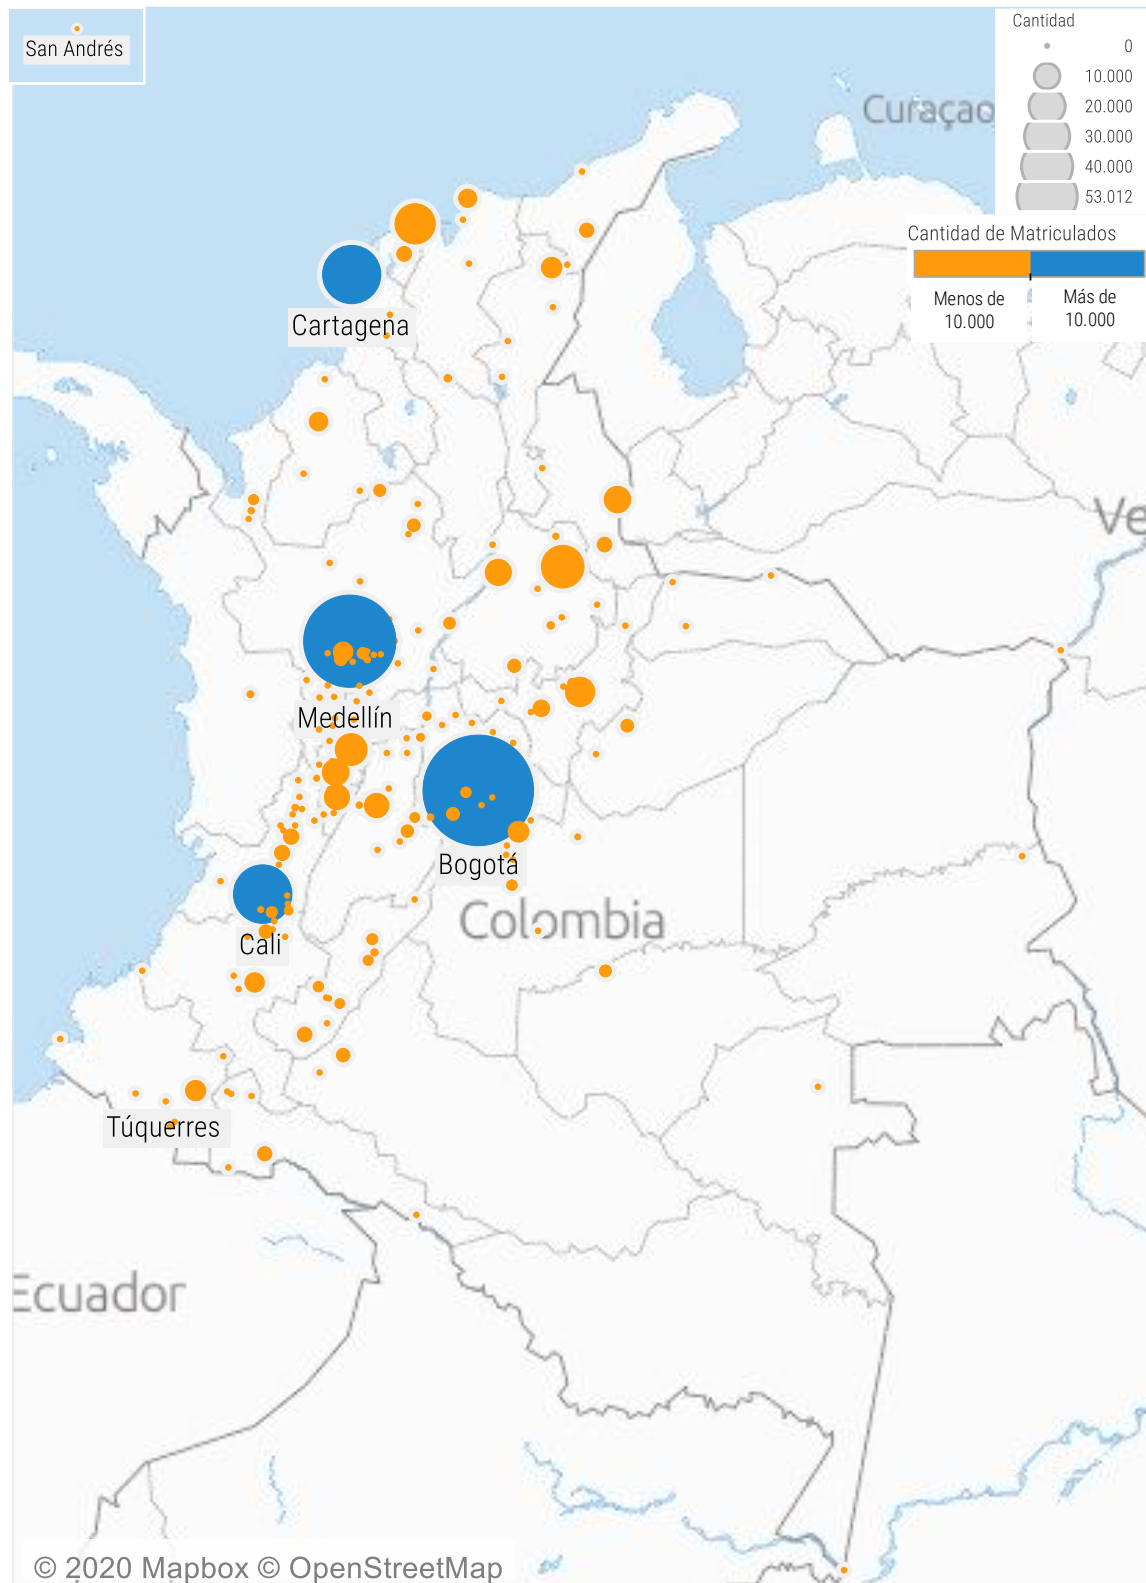 San Andrés
Cantidad
0
10.000
20.000
30.000
40.000
53.012
Curaçao
Cantidad de Matriculados
Menos de
10.000
Más de
10.000
Cartagena
Ve
Medellín
Bogotá
Colombia
Cali
Túquerres
Ecuador
© 2020 Mapbox © OpenStreetMap